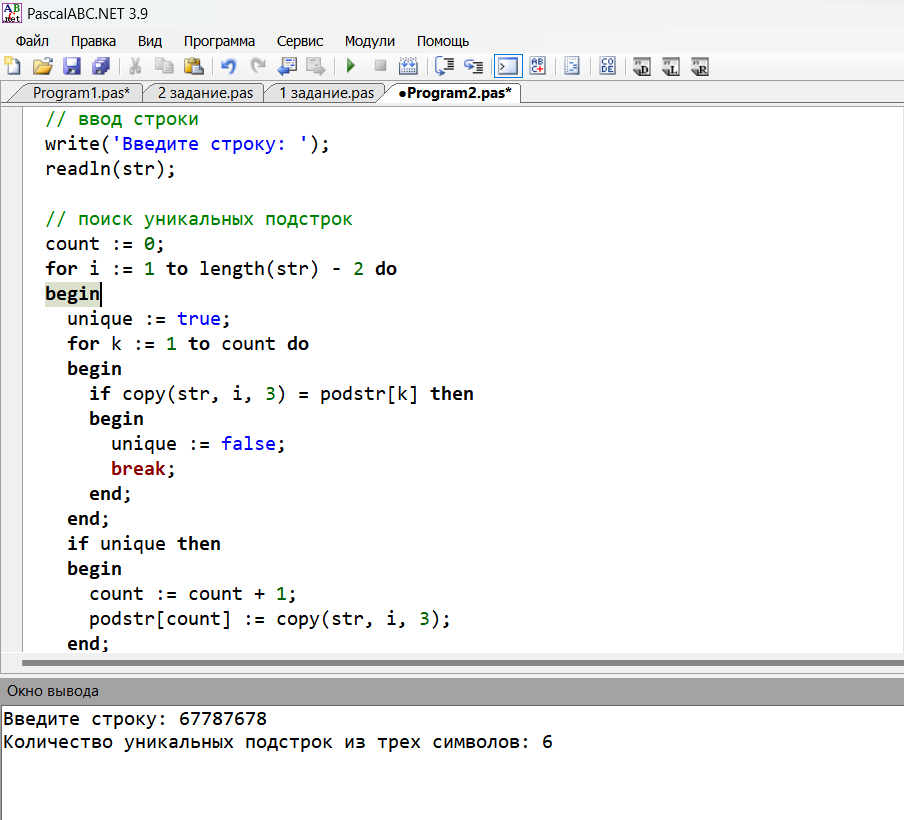 PascalABC.NET 3.9
Файл Правка Вид Программа Сервис Модули Помощь
Program1.pas* 2 задание.pas 1 задание.pas •Program2.pas*
// ввод строки
write('Введите строку: ');
readln(str);
// поиск уникальных подстрок
count := 0;
for i := 1 to length(str) - 2 do
begin
unique := true;
for k := 1 to count do
begin
if copy(str, i, 3) = podstr[k] then
begin
unique := false;
break;
end;
end;
if unique then
begin
count := count + 1;
podstr[count] := copy(str, i, 3);
end;
Окно вывода
Введите строку: 67787678
Количество уникальных подстрок из трех символов: 6